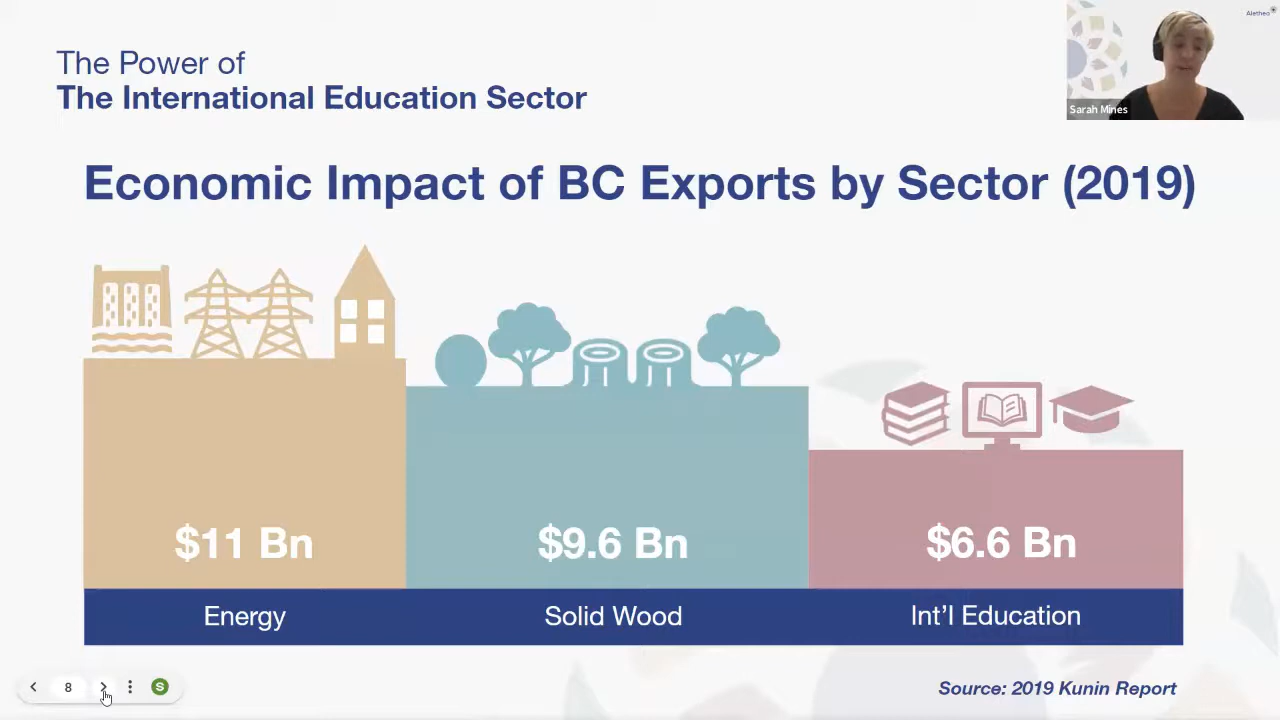 The Power of
The International Education Sector
Aletheo
Sarah Mines
Economic Impact of BC Exports by Sector (2019)
$11 Bn
$9.6 Bn
$6.6 Bn
Energy
Solid Wood
Int'l Education
8
S
Source: 2019 Kunin Report